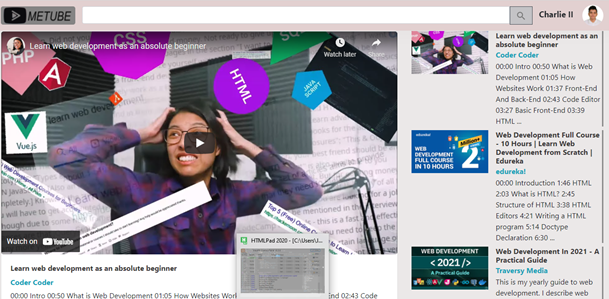 METUBE
Charlie II
Learn web development as an absolute beginner
Watch later
Share
PHP
HTML
JAVA
SCRIPT
Vue.js
Top 5 (Free) Online C
Watch on YouTube
HTMLPad 2020 - [C:\Users\J...
Learn web development as an absolute beginner
Coder Coder
00:00 Intro 00:50 What is Web Development 01:05 How Websites Work
02:43 Code
Learn web development as an
absolute beginner
Coder Coder
00:00 Intro 00:50 What is Web
Development 01:05 How
Websites Work 01:37 Front-End
And Back-End 02:43 Code Editor
03:27 Basic Front-End 03:39
HTML ...
edureka!
WEB
DEVELOPMENT
FULL COURSE
IN 10 HOURS
2
Web Development Full Course
- 10 Hours | Learn Web
Development from Scratch |
Edureka
edureka!
00:00 Introduction 1:46 HTML
2:03 What is HTML? 2:45
Structure of HTML 3:38 HTML
Editors 4:21 Writing a HTML
program 5:14 Doctype
Declaration 6:30 ...
WEB DEVELOPMENT
< 2021 />
A Practical Guide
Web Development In 2021 - A
Practical Guide
Traversy Media
This is my yearly guide to web
development. I describe web